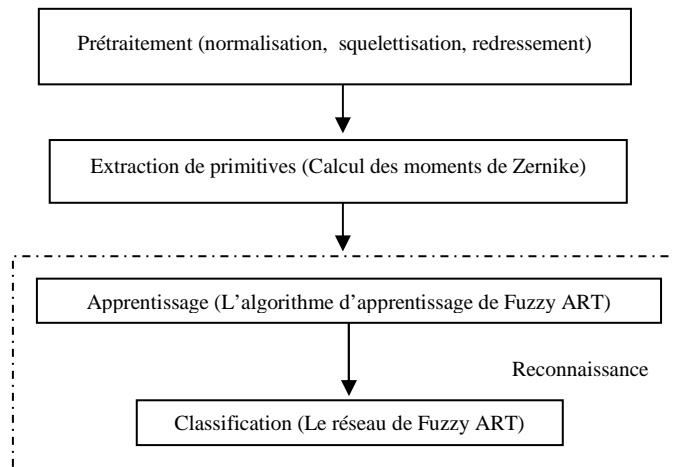 Prétraitement (normalisation, squelettisation, redressement)
Extraction de primitives (Calcul des moments de Zernike)
Apprentissage (L'algorithme d'apprentissage de Fuzzy ART)
Reconnaissance
Classification (Le réseau de Fuzzy ART)